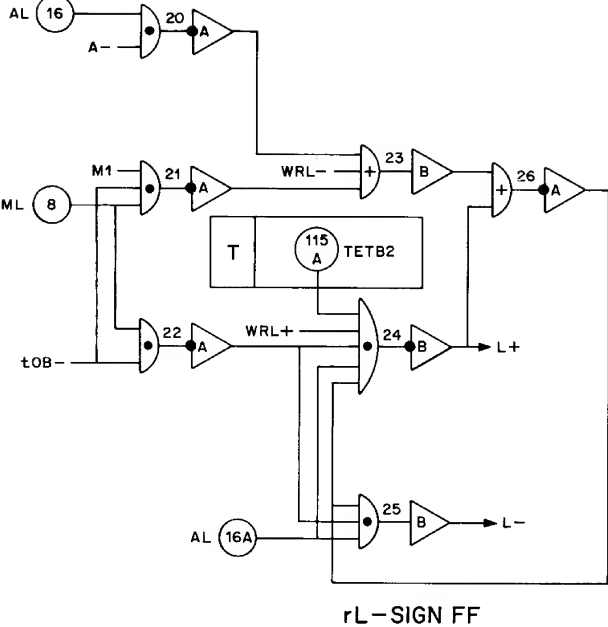 AL 16
20
A
A-
M1
21
A
WRL-
+
23
B
+
26
A
ML 8
T
115
A
TETB2
22
A
WRL+
24
B
L+
tOB-
25
B
L-
AL 16A
rL-SIGN FF